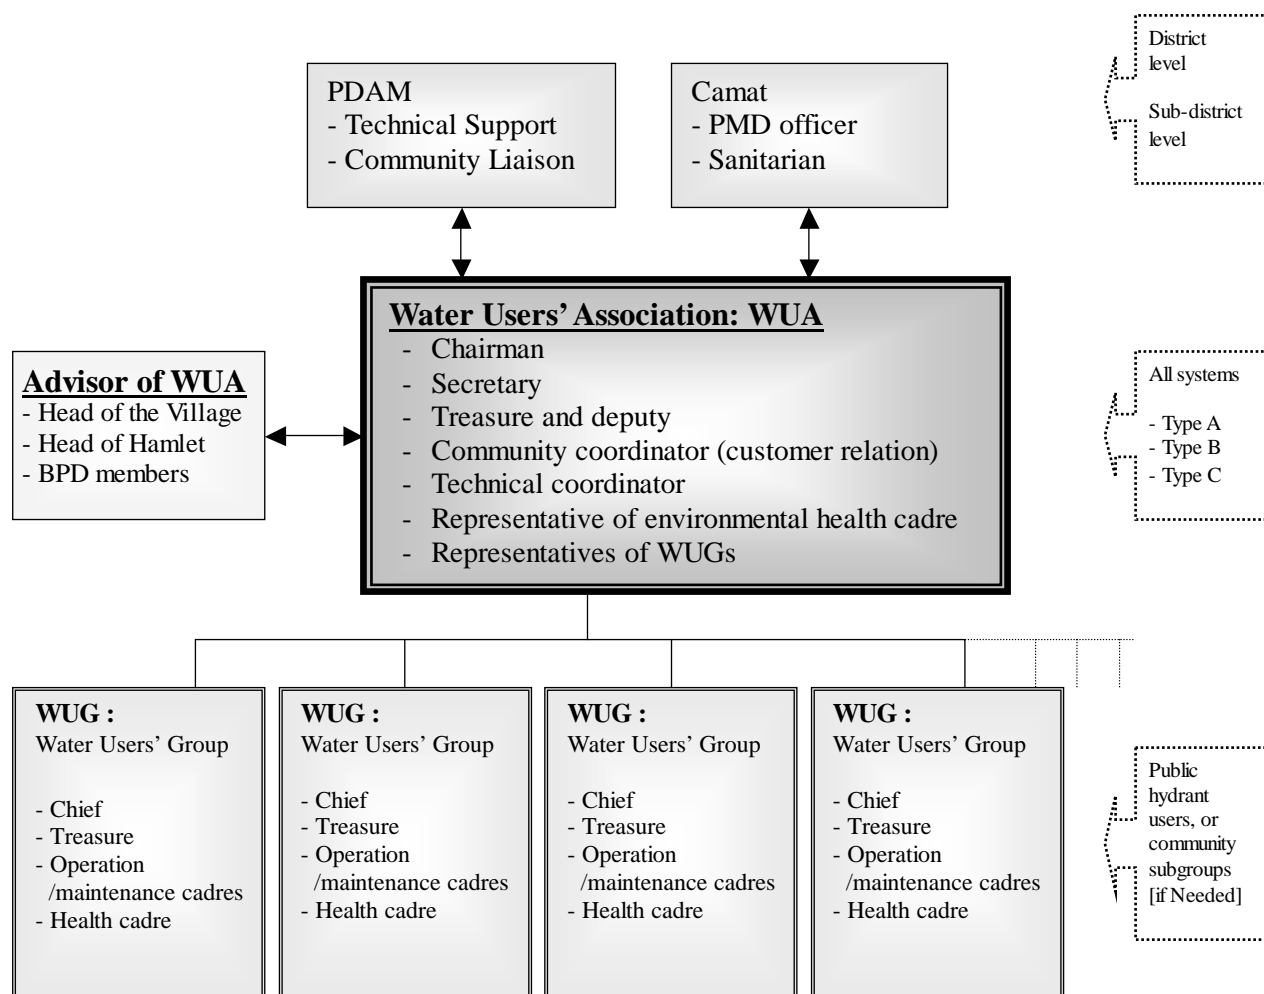 PDAM
- Technical Support
- Community Liaison
Camat
- PMD officer
- Sanitarian
District
level
Sub-district
level
Advisor of WUA
- Head of the Village
- Head of Hamlet
- BPD members
Water Users’ Association: WUA
- Chairman
- Secretary
- Treasure and deputy
- Community coordinator (customer relation)
- Technical coordinator
- Representative of environmental health cadre
- Representatives of WUGs
All systems
- Type A
- Type B
- Type C
WUG :
Water Users’ Group
- Chief
- Treasure
- Operation
/maintenance cadres
- Health cadre
WUG :
Water Users’ Group
- Chief
- Treasure
- Operation
/maintenance cadres
- Health cadre
WUG :
Water Users’ Group
- Chief
- Treasure
- Operation
/maintenance cadres
- Health cadre
WUG :
Water Users’ Group
- Chief
- Treasure
- Operation
/maintenance cadres
- Health cadre
Public
hydrant
users, or
community
subgroups
[if Needed]